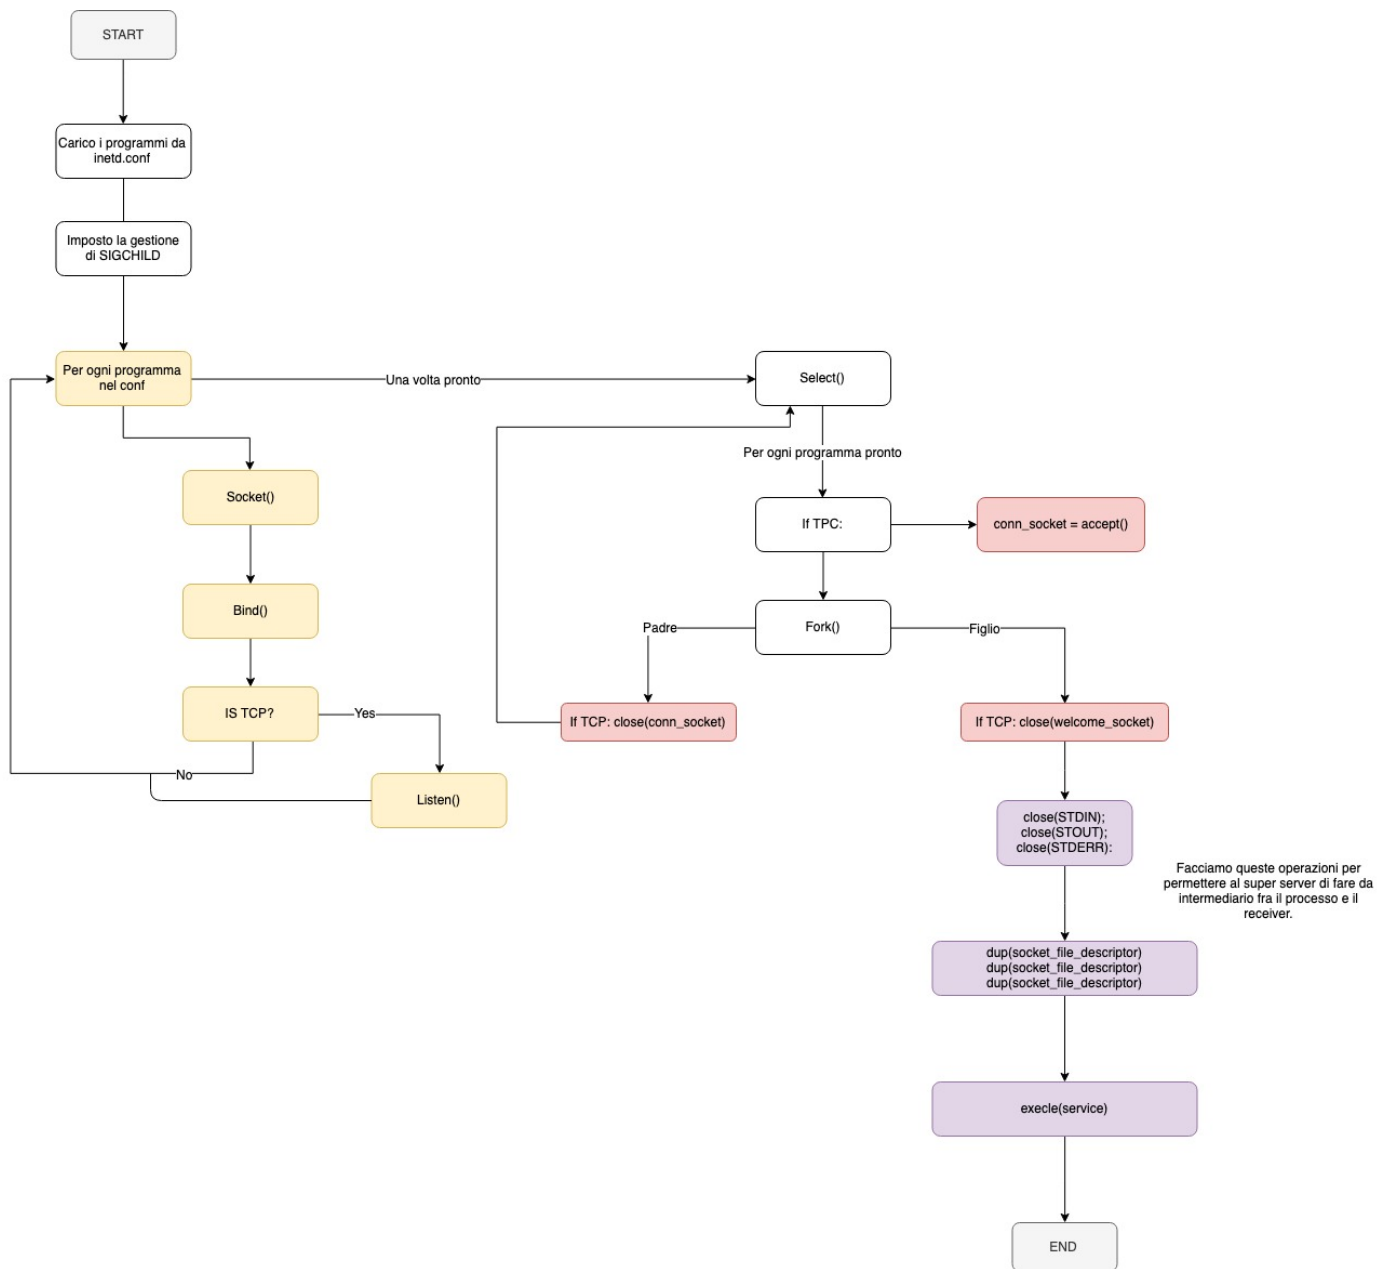 START
Carico i programmi da
inetd.conf
Imposto la gestione
di SIGCHILD
Per ogni programma
nel conf
Una volta pronto
Select()
Per ogni programma pronto
Socket()
If TPC:
conn_socket = accept()
Bind()
Fork()
Padre
Figlio
IS TCP?
Yes
If TCP: close(conn_socket)
If TCP: close(welcome_socket)
No
Listen()
close(STDIN);
close(STOUT);
close(STDERR):
Facciamo queste operazioni per
permettere al super server di fare da
intermediario fra il processo e il
receiver.
dup(socket_file_descriptor)
dup(socket_file_descriptor)
dup(socket_file_descriptor)
execle(service)
END